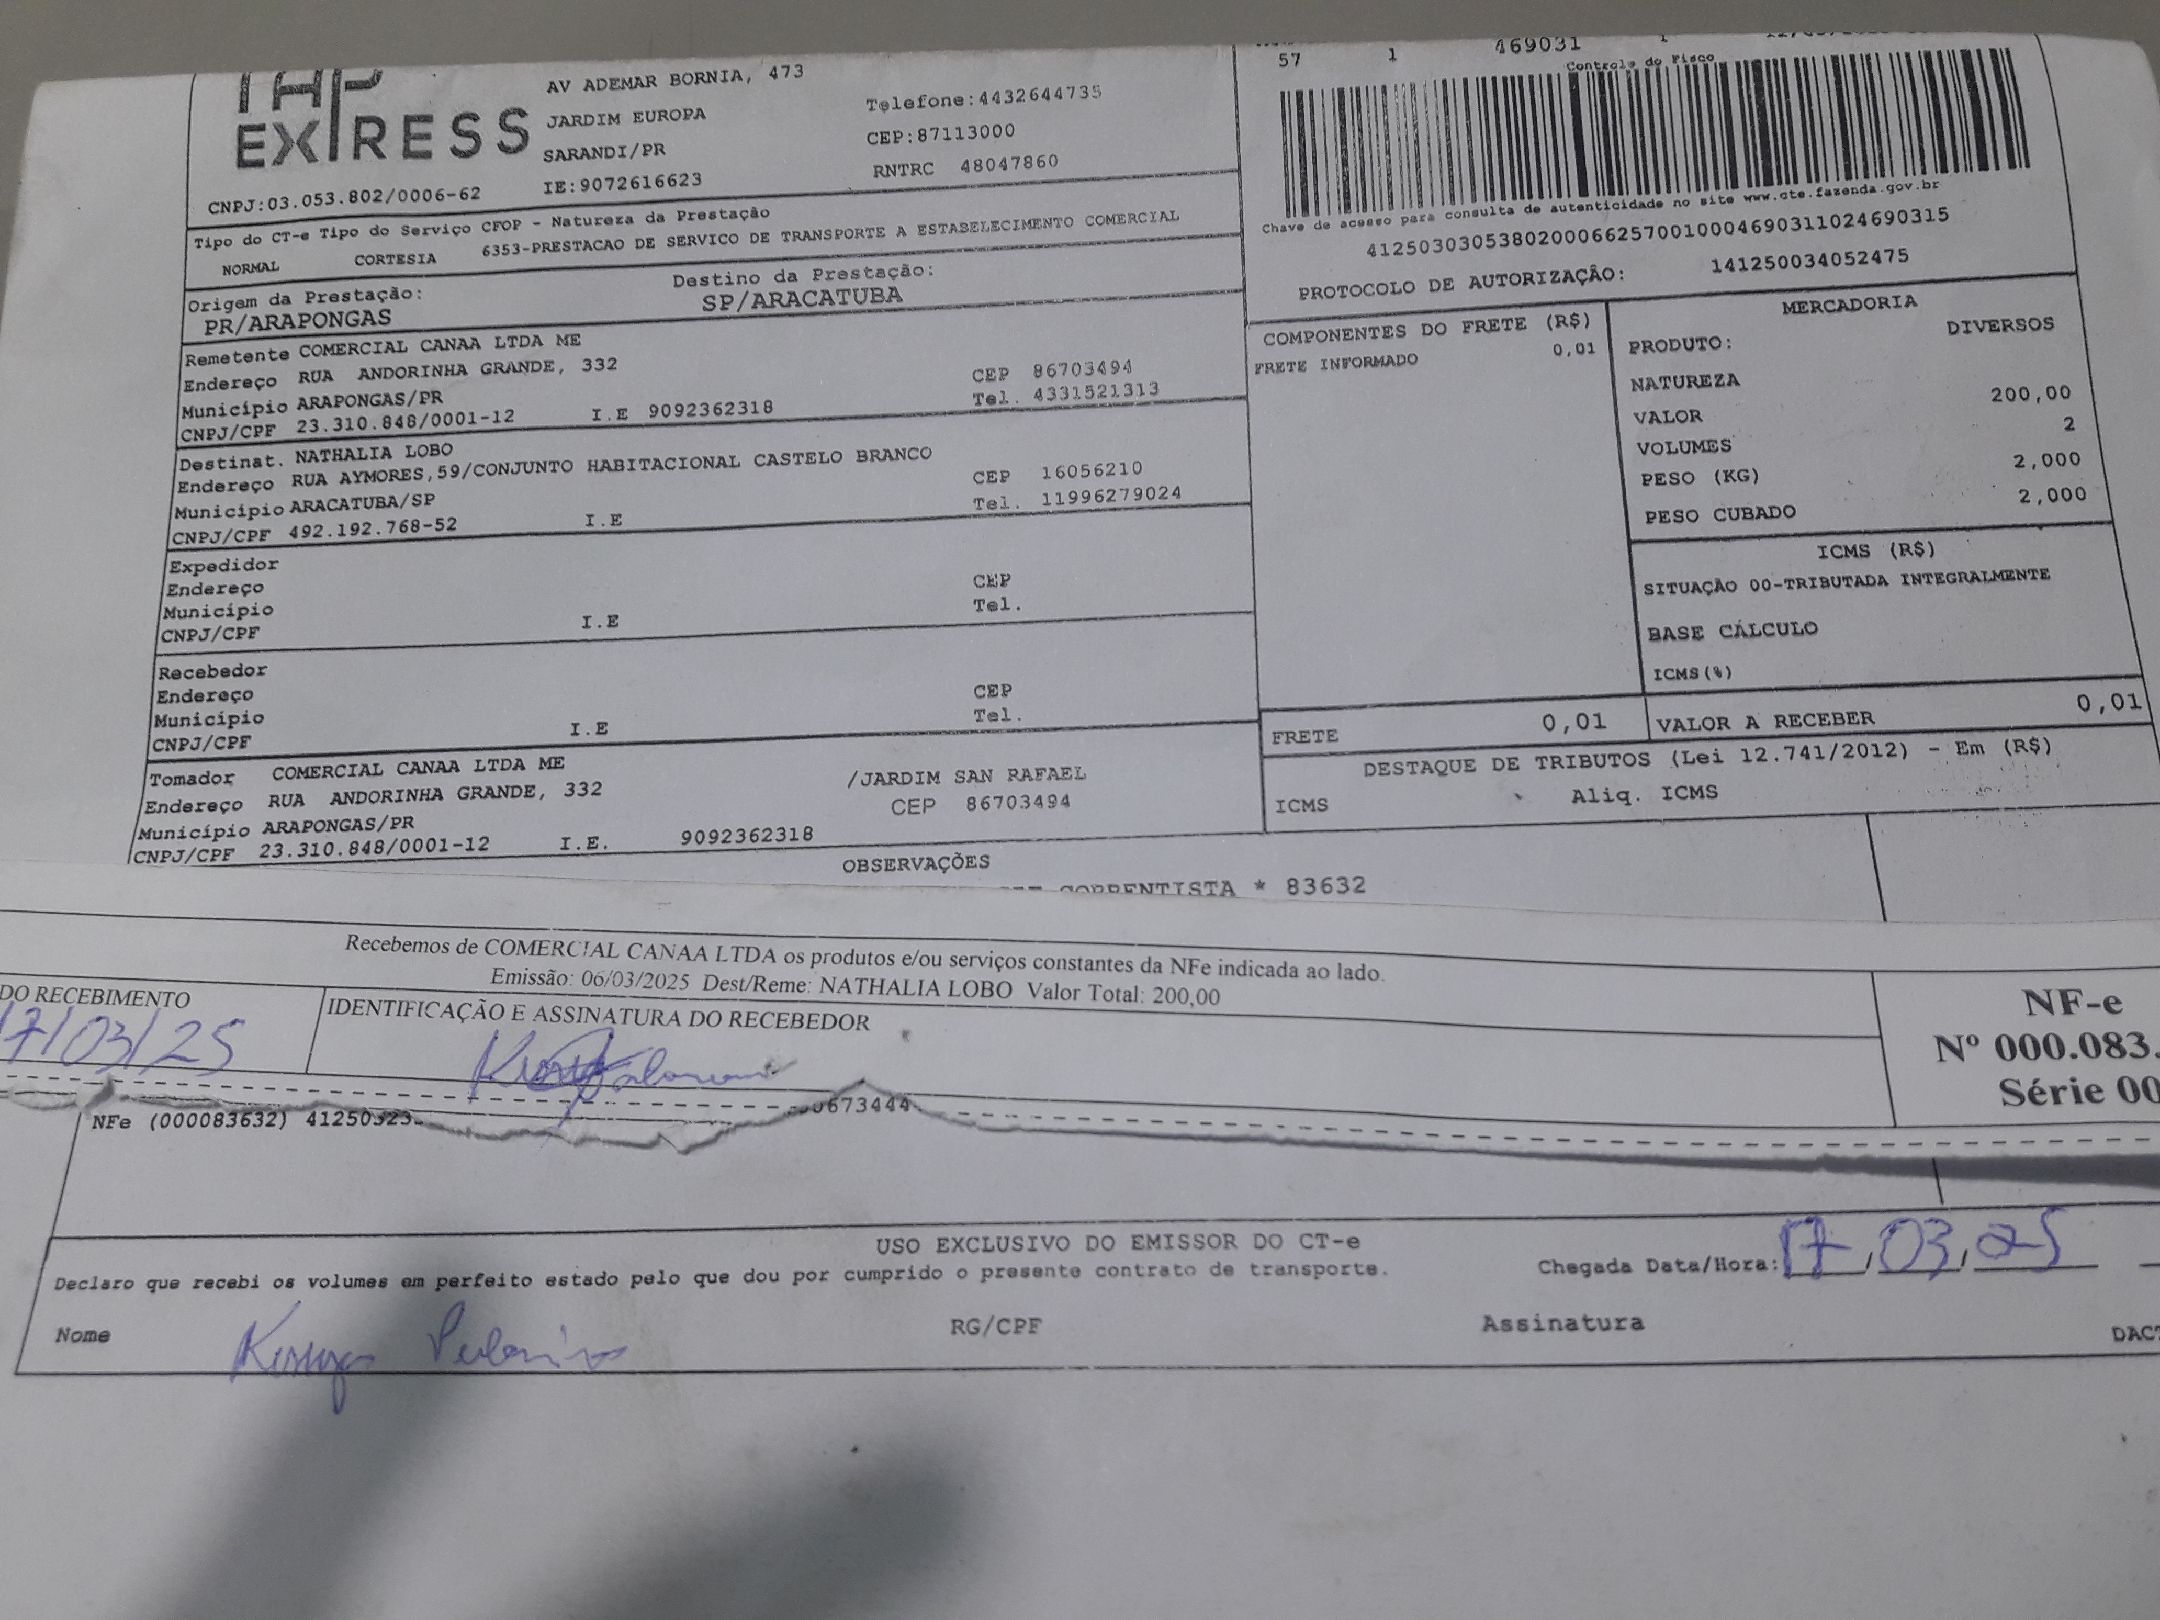 EXPRESS
AV ADEMAR BORNIA, 473
JARDIM EUROPA
SARANDI/PR
IE:9072616623
Telefone:4432644735
CEP:87113000
RNTRC 48047860
CNPJ:03.053.802/0006-62
57 1 469031 1
Controle do Fisco
Chave de acesso para consulta de autenticidade no site www.cte.fazenda.gov.br
41250303053802000662570010004690311024690315
PROTOCOLO DE AUTORIZAÇÃO: 141250034052475
Tipo do CT-e Tipo do Serviço CFOP - Natureza da Prestação
NORMAL CORTESIA 6353-PRESTACAO DE SERVICO DE TRANSPORTE A ESTABELECIMENTO COMERCIAL
Origem da Prestação: Destino da Prestação:
PR/ARAPONGAS SP/ARACATUBA
Remetente COMERCIAL CANAA LTDA ME
Endereço RUA ANDORINHA GRANDE, 332 CEP 86703494
Município ARAPONGAS/PR Tel. 4331521313
CNPJ/CPF 23.310.848/0001-12 I.E 9092362318
Destinat. NATHALIA LOBO
Endereço RUA AYMORES,59/CONJUNTO HABITACIONAL CASTELO BRANCO CEP 16056210
Município ARACATUBA/SP Tel. 11996279024
CNPJ/CPF 492.192.768-52 I.E
Expedidor
Endereço CEP
Município Tel.
CNPJ/CPF I.E
Recebedor
Endereço CEP
Município Tel.
CNPJ/CPF I.E
Tomador COMERCIAL CANAA LTDA ME /JARDIM SAN RAFAEL
Endereço RUA ANDORINHA GRANDE, 332 CEP 86703494
Município ARAPONGAS/PR
CNPJ/CPF 23.310.848/0001-12 I.E. 9092362318
COMPONENTES DO FRETE (R$)
FRETE INFORMADO 0,01
MERCADORIA
PRODUTO: DIVERSOS
NATUREZA
VALOR 200,00
VOLUMES 2
PESO (KG) 2,000
PESO CUBADO 2,000
ICMS (R$)
SITUAÇÃO 00-TRIBUTADA INTEGRALMENTE
BASE CÁLCULO
ICMS(%)
FRETE 0,01 VALOR A RECEBER 0,01
DESTAQUE DE TRIBUTOS (Lei 12.741/2012) - Em (R$)
ICMS Aliq. ICMS
OBSERVAÇÕES
CORRENTISTA * 83632
Recebemos de COMERCIAL CANAA LTDA os produtos e/ou serviços constantes da NFe indicada ao lado.
Emissão: 06/03/2025 Dest/Reme: NATHALIA LOBO Valor Total: 200,00
DO RECEBIMENTO IDENTIFICAÇÃO E ASSINATURA DO RECEBEDOR
17/03/25
NF-e
Nº 000.083.
Série 00
NFe (000083632) 41250323 0673444
USO EXCLUSIVO DO EMISSOR DO CT-e
Declaro que recebi os volumes em perfeito estado pelo que dou por cumprido o presente contrato de transporte. Chegada Data/Hora: 17/03/25
Nome RG/CPF Assinatura DACT